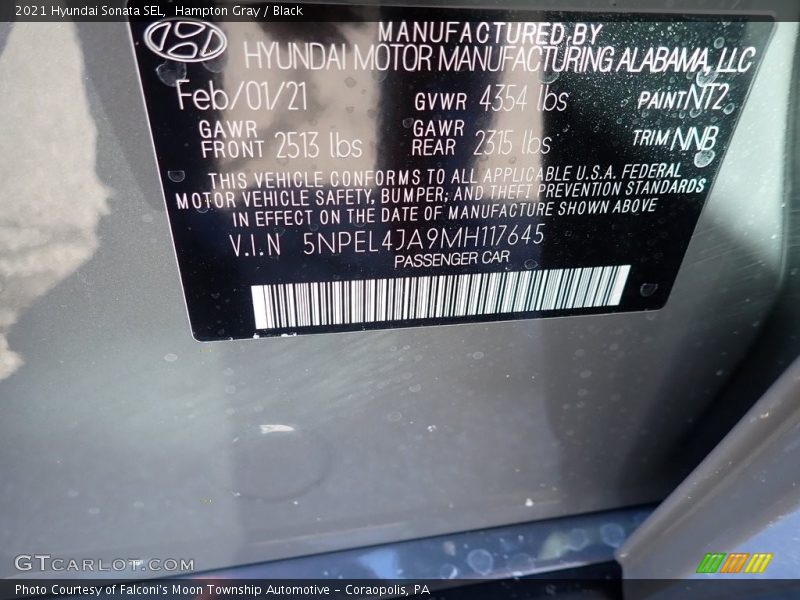 2021 Hyundai Sonata SEL, Hampton Gray / Black
MANUFACTURED BY
HYUNDAI MOTOR MANUFACTURING ALABAMA, LLC
Feb/01/21 GVWR 4354 lbs PAINT NT2
GAWR FRONT 2513 lbs GAWR REAR 2315 lbs TRIM NNB
THIS VEHICLE CONFORMS TO ALL APPLICABLE U.S.A. FEDERAL
MOTOR VEHICLE SAFETY, BUMPER, AND THEFT PREVENTION STANDARDS
IN EFFECT ON THE DATE OF MANUFACTURE SHOWN ABOVE
V.I.N 5NPEL4JA9MH117645
PASSENGER CAR
GTCARLOT.COM
Photo Courtesy of Falconi's Moon Township Automotive - Coraopolis, PA